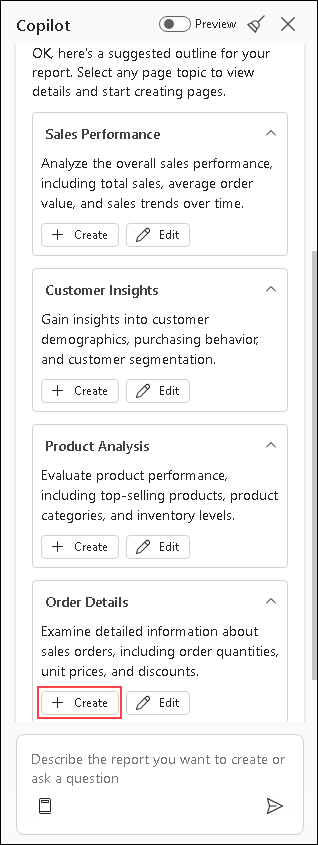 Copilot
Preview
OK, here's a suggested outline for your
report. Select any page topic to view
details and start creating pages.
Sales Performance
Analyze the overall sales performance,
including total sales, average order
value, and sales trends over time.
Create Edit
Customer Insights
Gain insights into customer
demographics, purchasing behavior,
and customer segmentation.
Create Edit
Product Analysis
Evaluate product performance,
including top-selling products, product
categories, and inventory levels.
Create Edit
Order Details
Examine detailed information about
sales orders, including order quantities,
unit prices, and discounts.
Create Edit
Describe the report you want to create or
ask a question